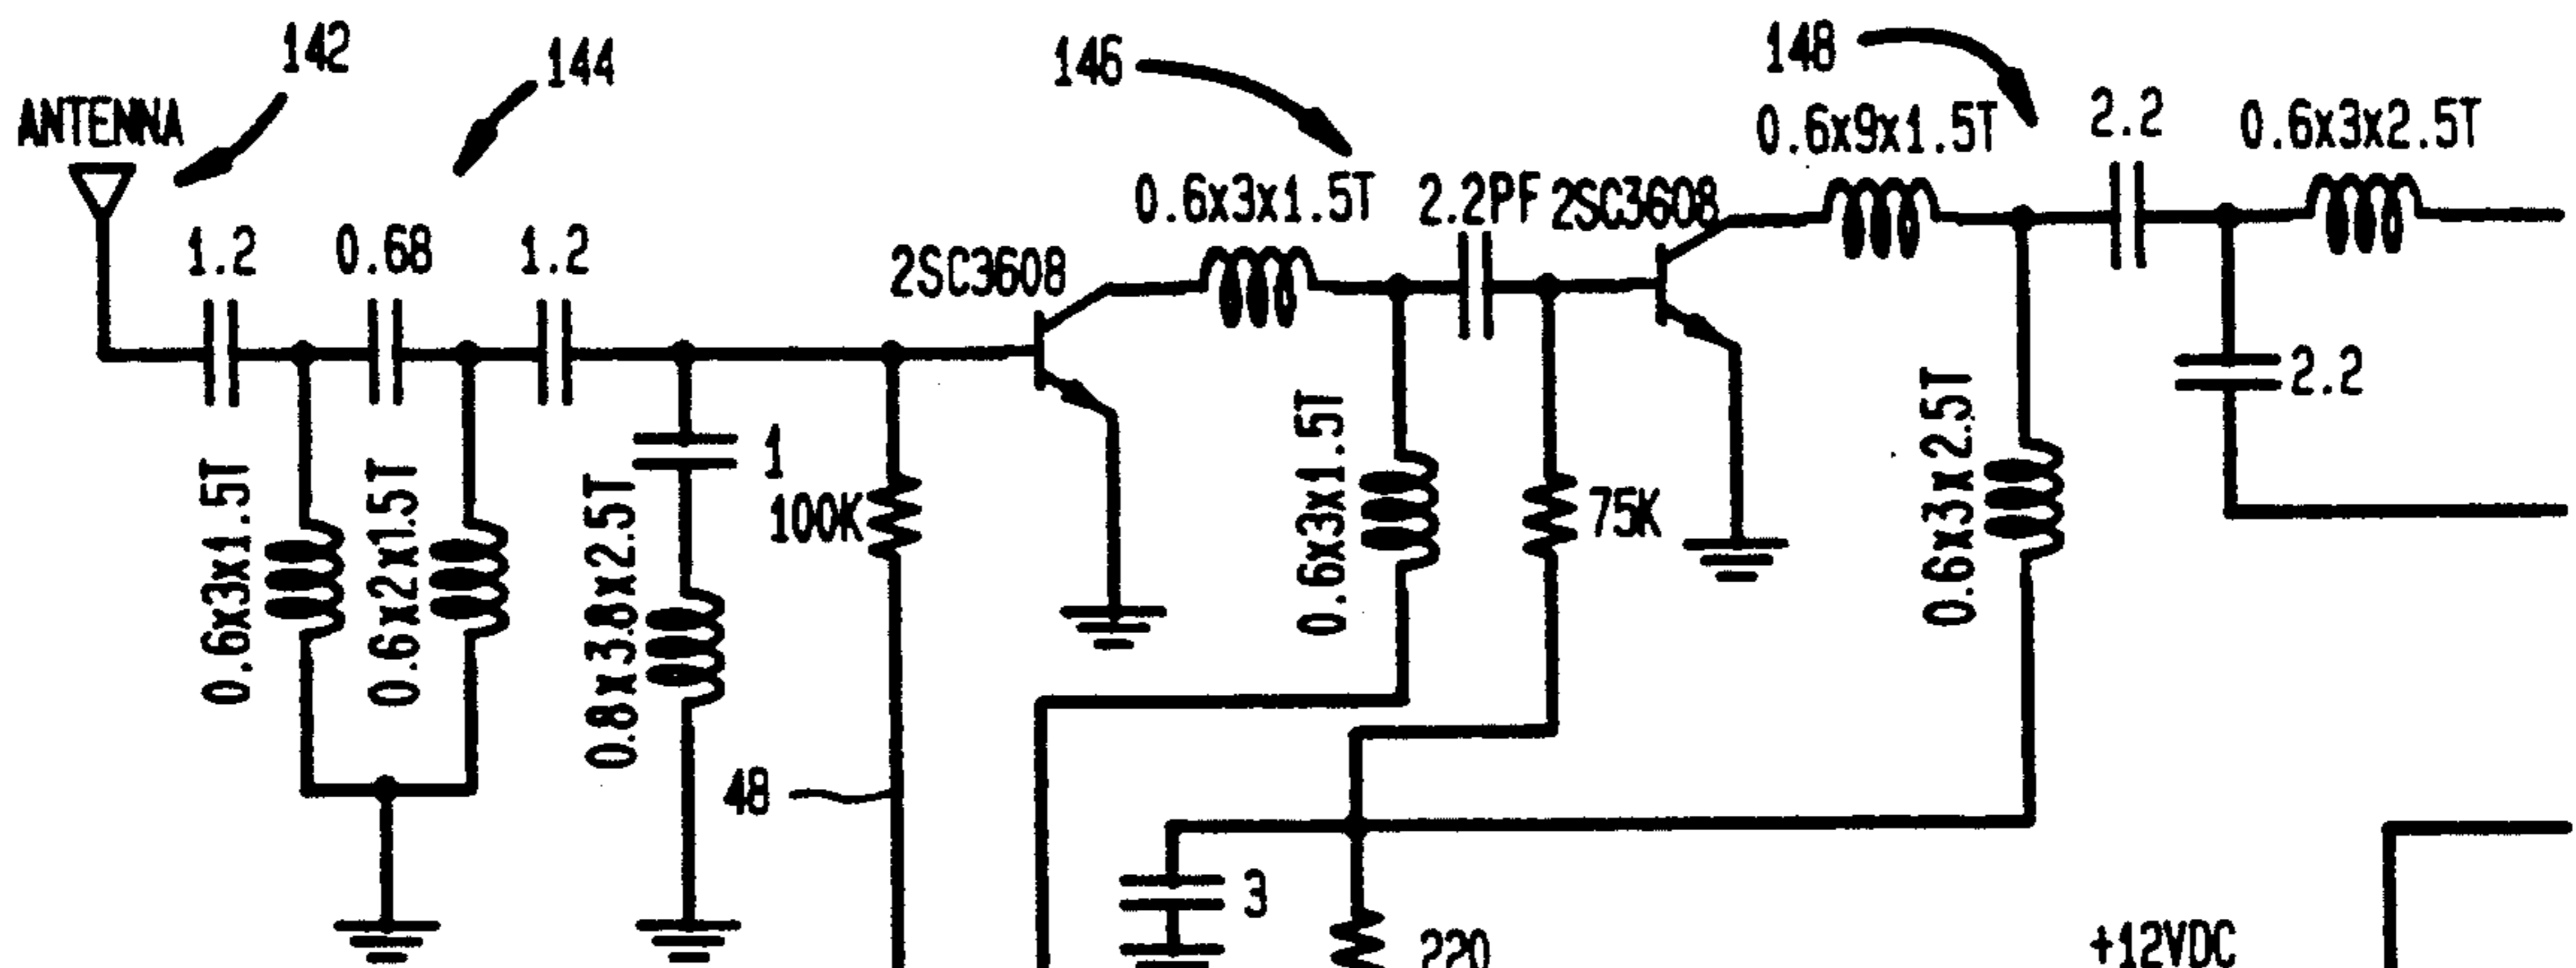 142
144
146
148
ANTENNA
0.6x9x1.5T
2.2
0.6x3x2.5T
0.6x3x1.5T
2.2PF
2SC3608
1.2
0.68
1.2
2SC3608
2.2
1
100K
75K
0.6x3x1.5T
0.6x2x1.5T
0.8x3.8x2.5T
0.6x3x1.5T
0.6x3x2.5T
48
3
220
+12VDC